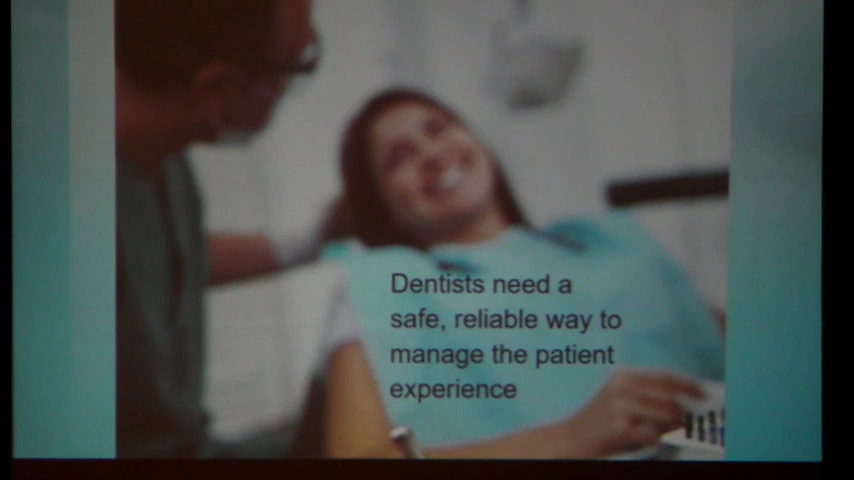 Dentists need a
safe, reliable way to
manage the patient
experience